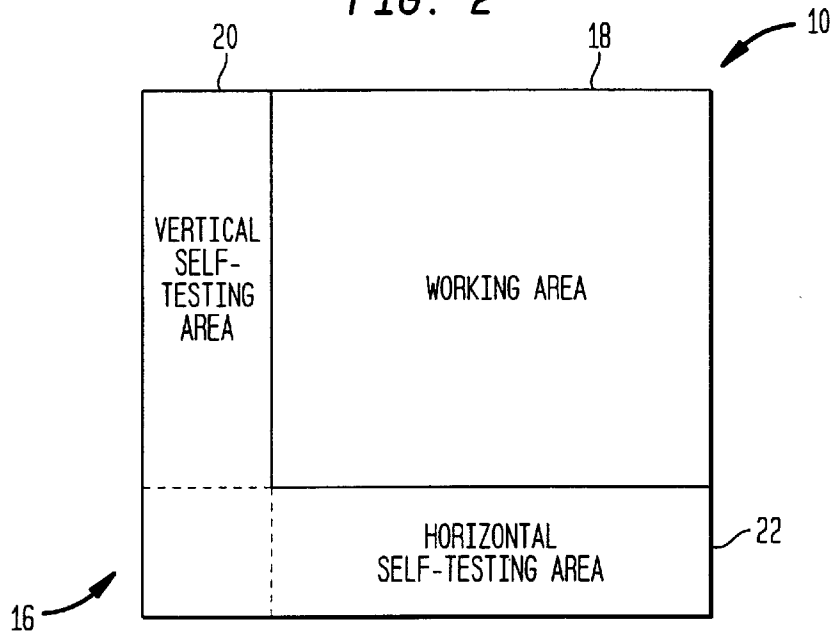 FIG. 2
20
18
10
VERTICAL
SELF-
TESTING
AREA
WORKING AREA
HORIZONTAL
SELF-TESTING AREA
22
16